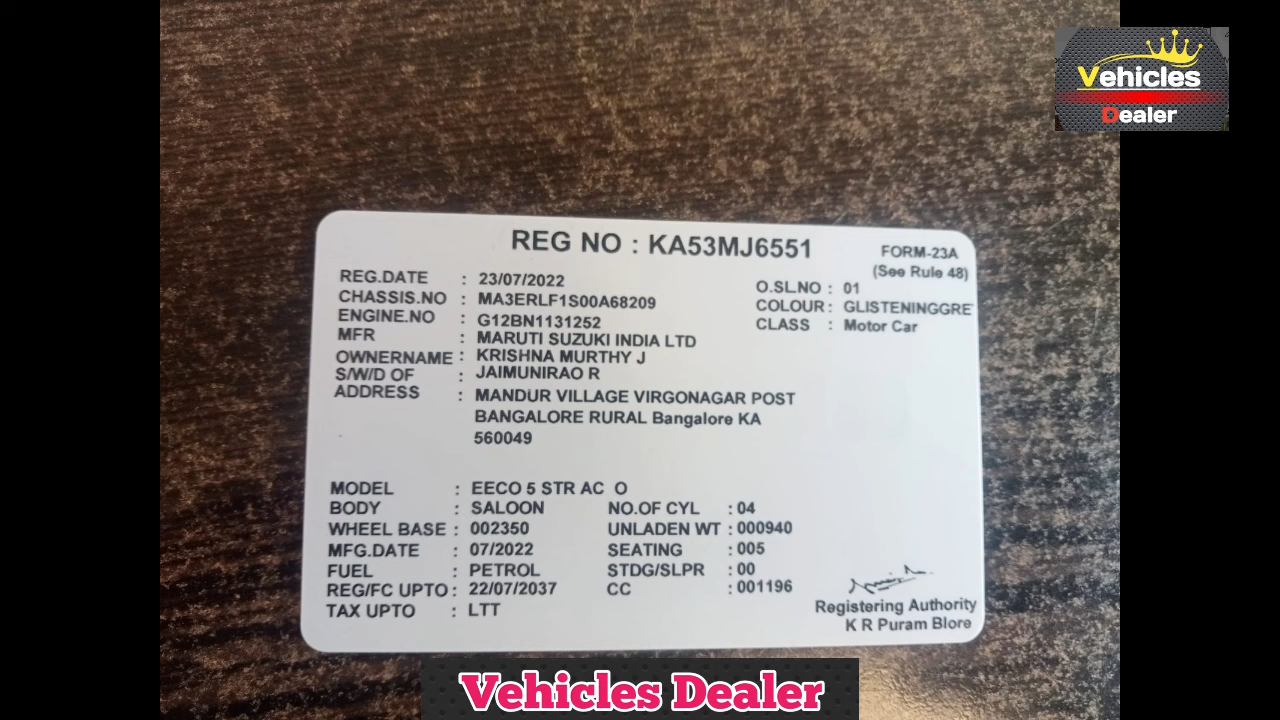 Vehicles
Dealer
REG NO : KA53MJ6551
FORM-23A
(See Rule 48)
REG.DATE : 23/07/2022
O.SL.NO : 01
CHASSIS.NO : MA3ERLF1S00A68209
COLOUR : GLISTENINGGRE
ENGINE.NO : G12BN1131252
CLASS : Motor Car
MFR : MARUTI SUZUKI INDIA LTD
OWNERNAME : KRISHNA MURTHY J
S/W/D OF : JAIMUNIRAO R
ADDRESS : MANDUR VILLAGE VIRGONAGAR POST
BANGALORE RURAL Bangalore KA
560049
MODEL : EECO 5 STR AC O
BODY : SALOON NO.OF CYL : 04
WHEEL BASE : 002350 UNLADEN WT : 000940
MFG.DATE : 07/2022 SEATING : 005
FUEL : PETROL STDG/SLPR : 00
REG/FC UPTO : 22/07/2037 CC : 001196
TAX UPTO : LTT
Registering Authority
K R Puram Blore
Vehicles Dealer